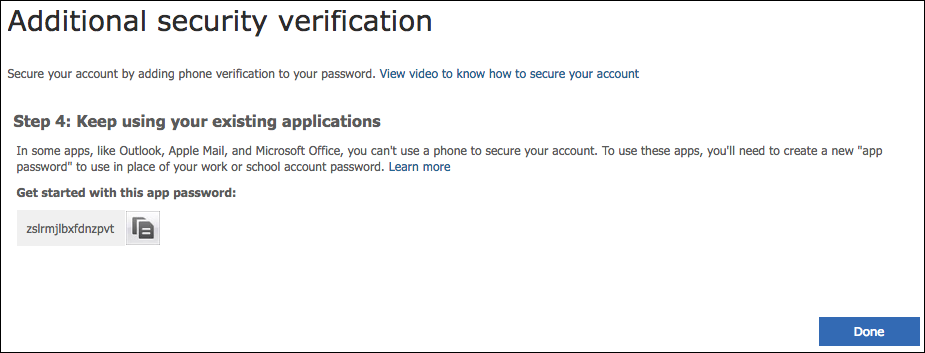 Additional security verification
Secure your account by adding phone verification to your password. View video to know how to secure your account
Step 4: Keep using your existing applications
In some apps, like Outlook, Apple Mail, and Microsoft Office, you can't use a phone to secure your account. To use these apps, you'll need to create a new "app
password" to use in place of your work or school account password. Learn more
Get started with this app password:
zslrmjlbxfdnzpvt
Done